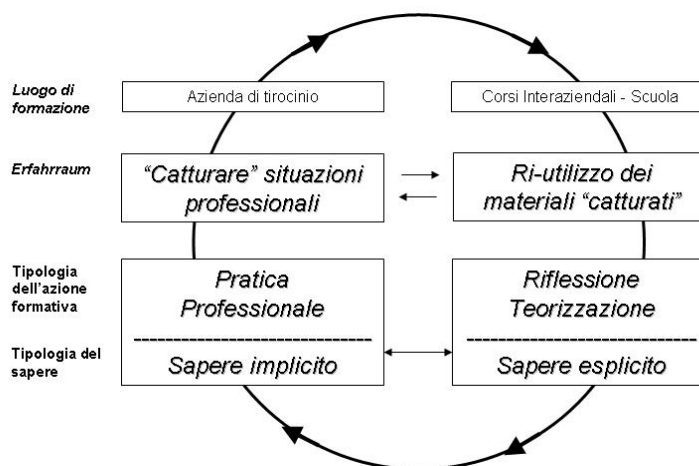 Luogo di
formazione
Azienda di tirocinio
Corsi Interaziendali - Scuola
Erfahrraum
“Catturare” situazioni
professionali
Ri-utilizzo dei
materiali “catturati”
Tipologia
dell'azione
formativa
Pratica
Professionale
Riflessione
Teorizzazione
Tipologia del
sapere
Sapere implicito
Sapere esplicito